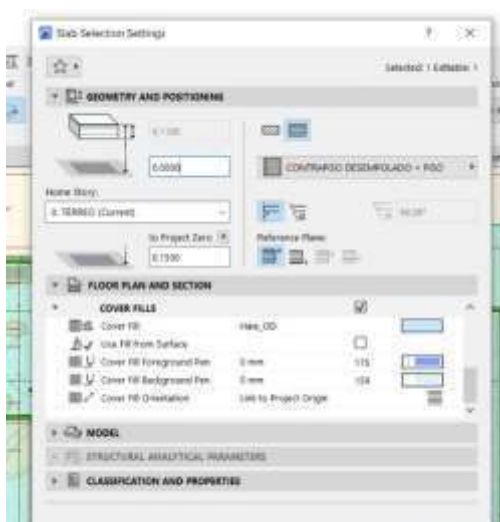 Slab Selection Settings
Selected: 1 Editable: 1
GEOMETRY AND POSITIONING
0.0000
CONTRAPISO DESEMPOLADO + PISO
Home Story:
0. TERREO (Current)
to Project Zero
Reference Plane:
0.1500
FLOOR PLAN AND SECTION
COVER FILLS
Cover Fill
Use Fill from Surface
Cover Fill Foreground Pen
0 mm
115
Cover Fill Background Pen
0 mm
Cover Fill Orientation
Link to Project Origin
MODEL
STRUCTURAL ANALYTICAL PARAMETERS
CLASSIFICATION AND PROPERTIES